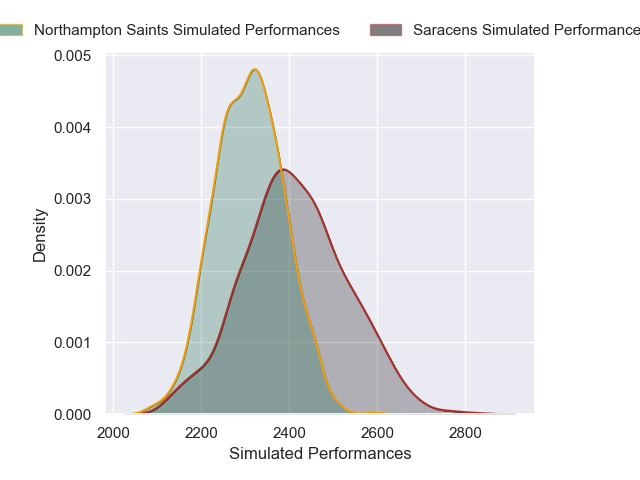 Northampton Saints Simulated Performances Saracens Simulated Performance
0.005
0.004
0.003
0.002
0.001
0.000
Density
2000 2200 2400 2600 2800
Simulated Performances